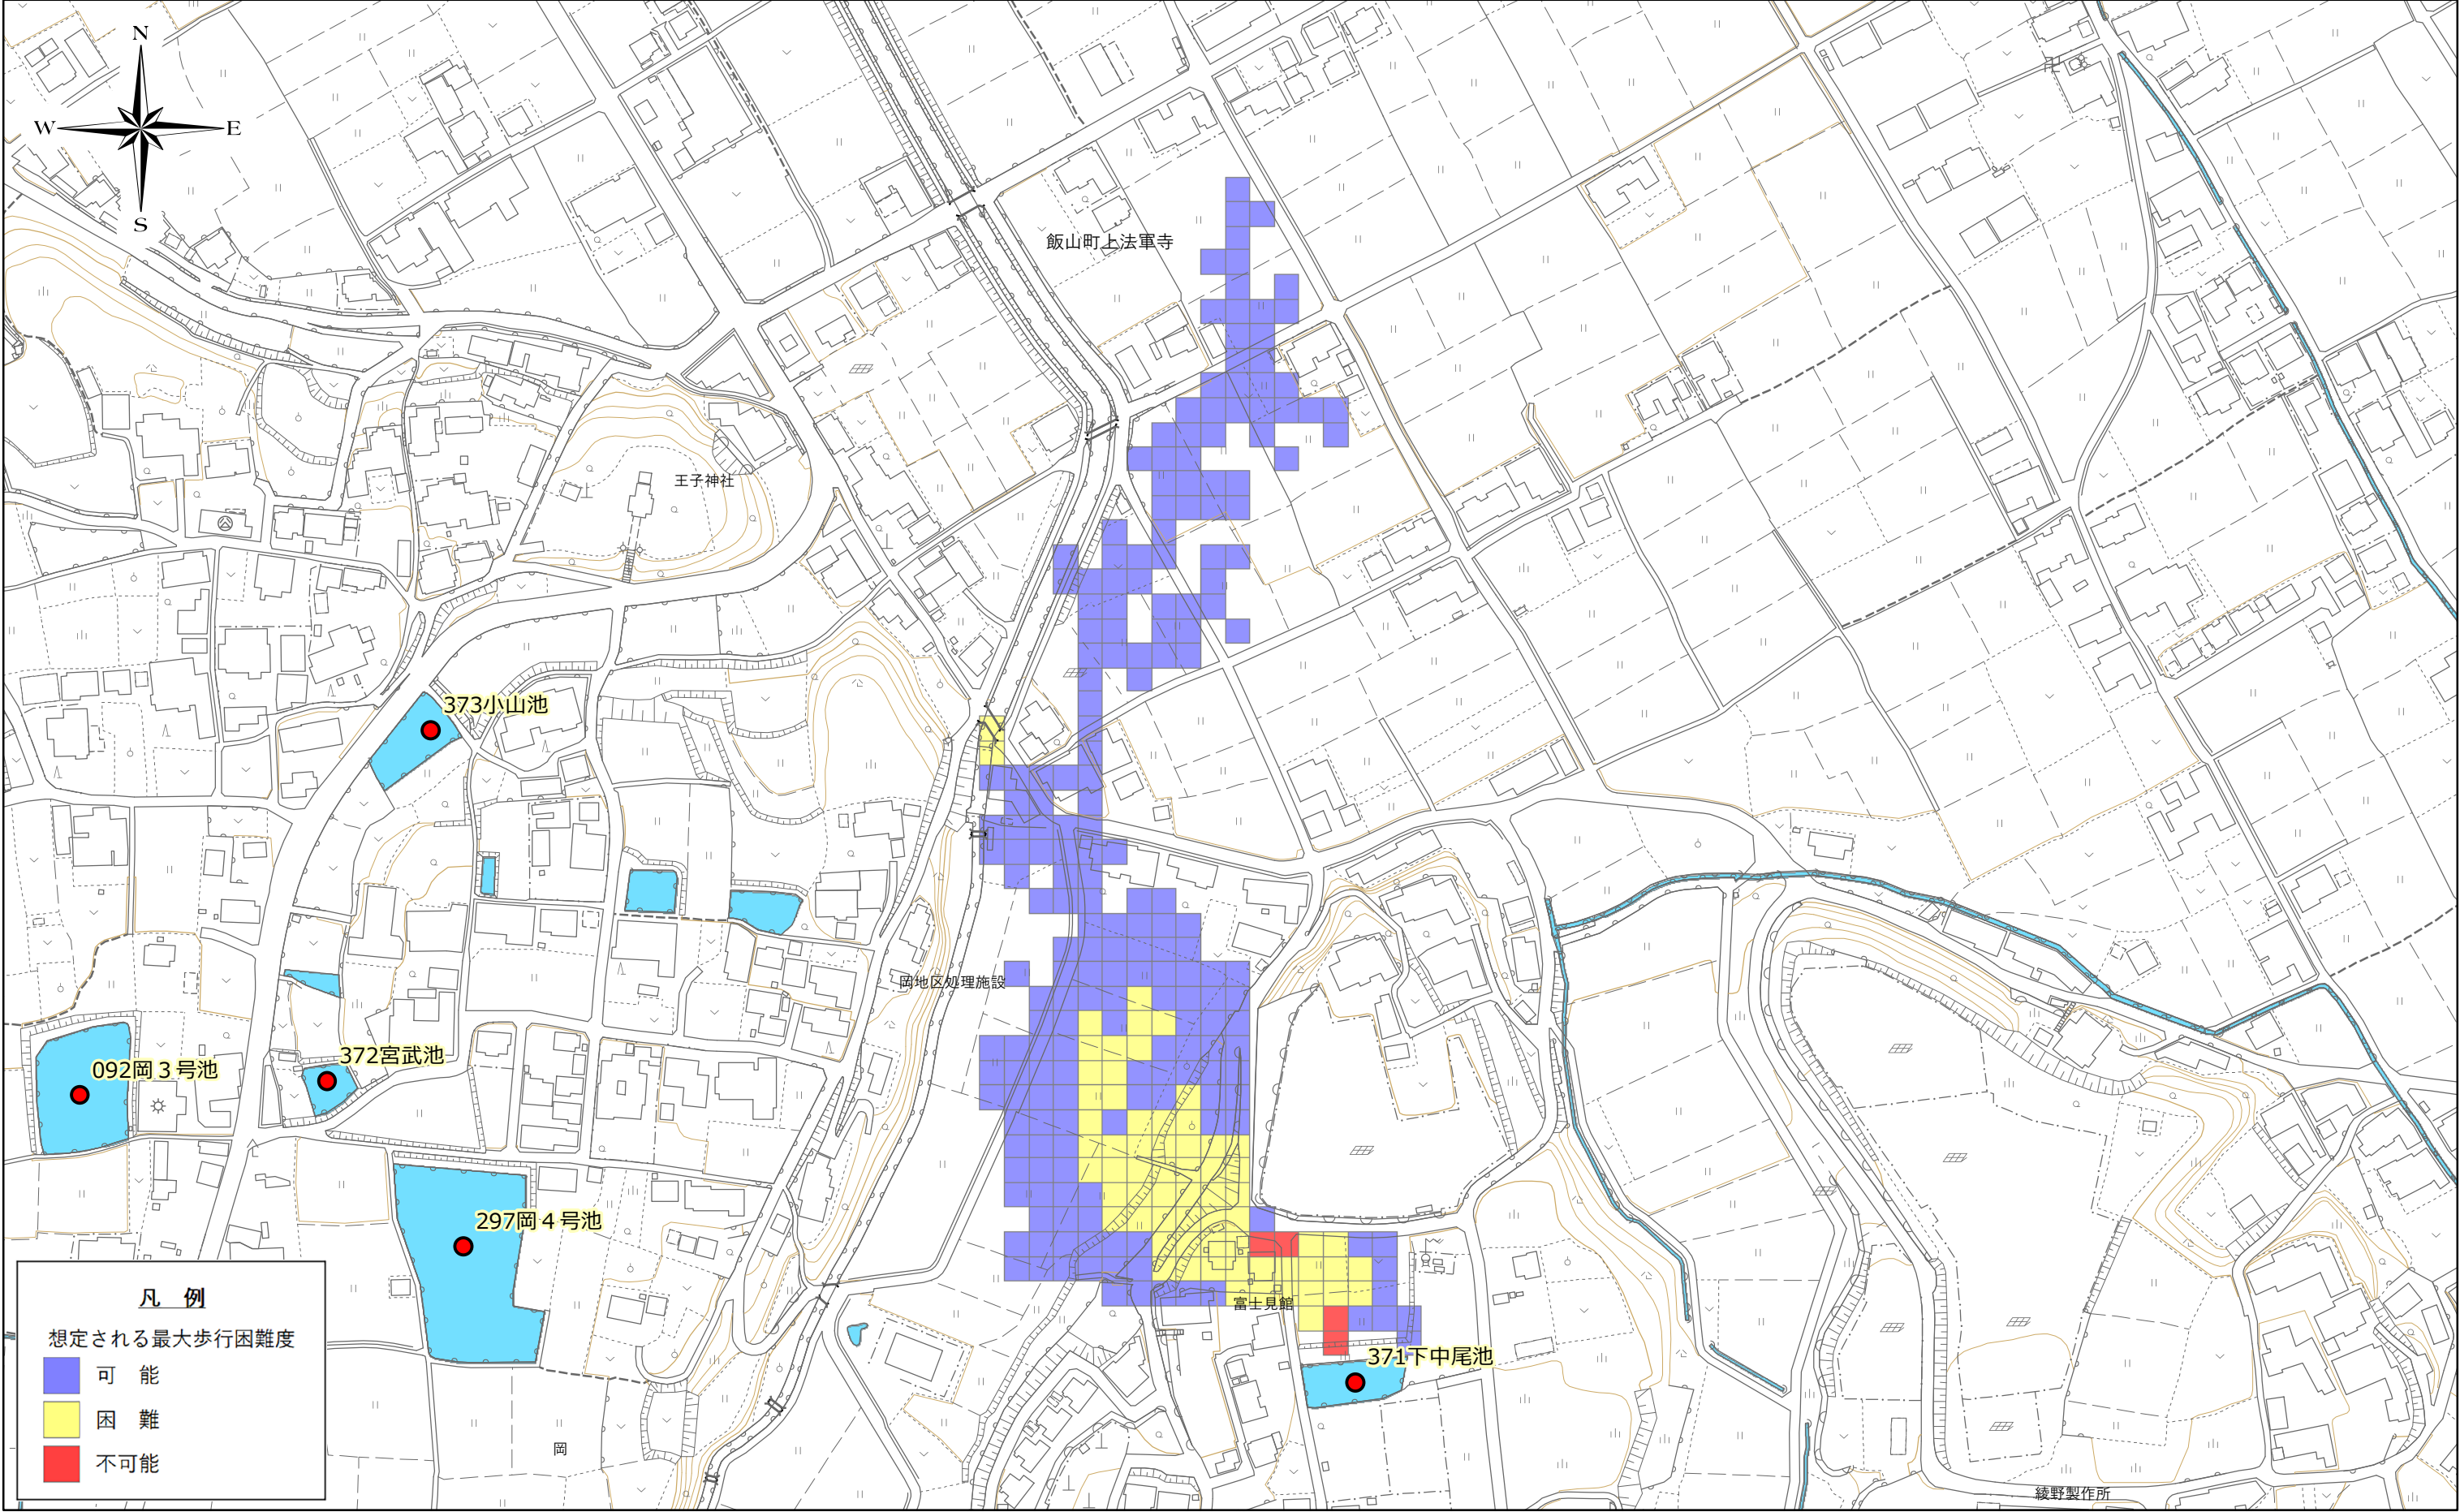 N
W
E
S
飯山町上法軍寺
王子神社
373小山池
岡地区処理施設
372宮武池
092岡３号池
297岡４号池
富士見館
371下中尾池
岡
綾野製作所
凡　例
想定される最大歩行困難度
可　能
困　難
不可能